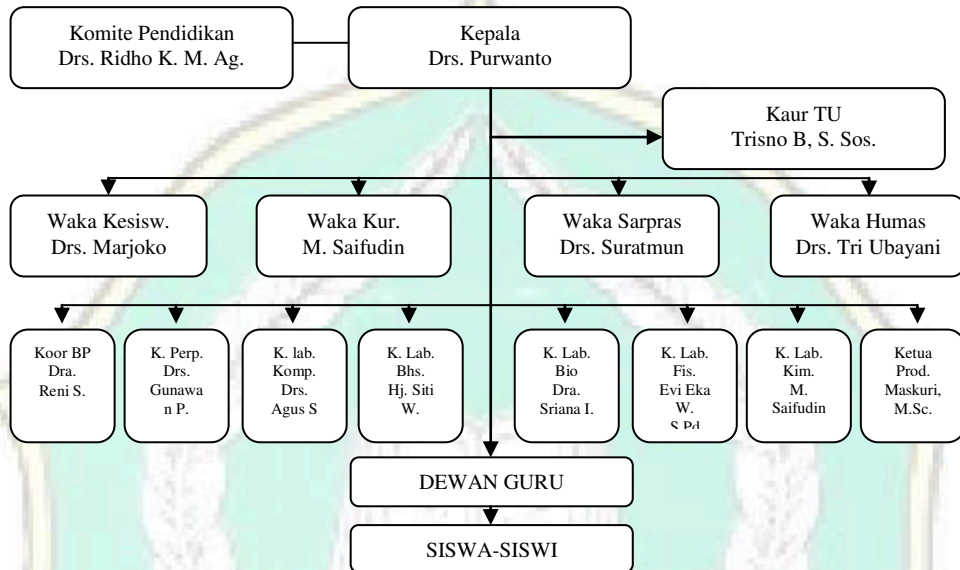 Komite Pendidikan
Drs. Ridho K. M. Ag.
Kepala
Drs. Purwanto
Kaur TU
Trisno B, S. Sos.
Waka Kesisw.
Drs. Marjoko
Waka Kur.
M. Saifudin
Waka Sarpras
Drs. Suratmun
Waka Humas
Drs. Tri Ubayani
Koor BP
Dra.
Reni S.
K. Perp.
Drs.
Gunawa
n P.
K. lab.
Komp.
Drs.
Agus S
K. Lab.
Bhs.
Hj. Siti
W.
K. Lab.
Bio
Dra.
Sriana I.
K. Lab.
Fis.
Evi Eka
W.
S.Pd
K. Lab.
Kim.
M.
Saifudin
Ketua
Prod.
Maskuri,
M.Sc.
DEWAN GURU
SISWA-SISWI